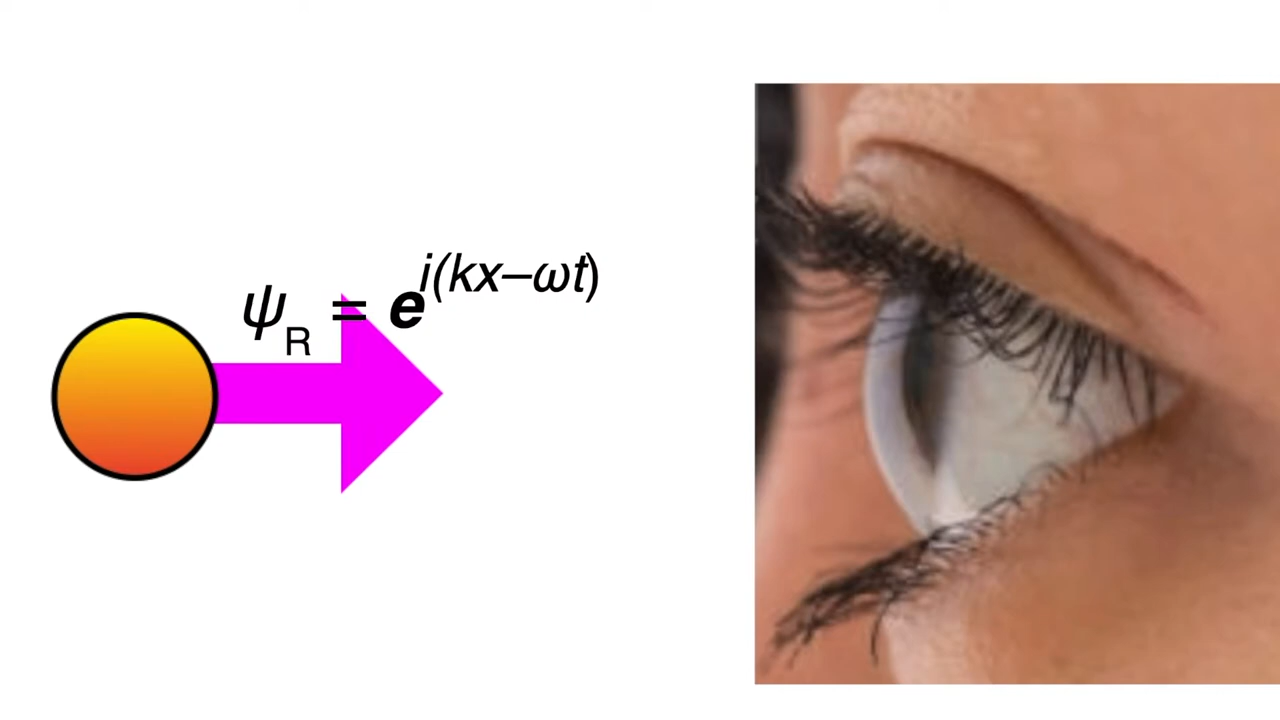 ψR = e^i(kx–ωt)